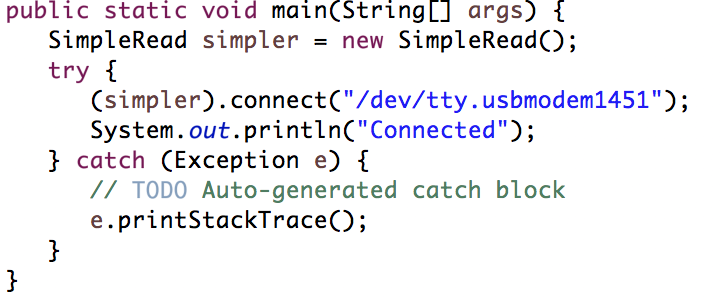 public static void main(String[] args) {
SimpleRead simpler = new SimpleRead();
try {
(simpler).connect("/dev/tty.usbmodem1451");
System.out.println("Connected");
} catch (Exception e) {
// TODO Auto-generated catch block
e.printStackTrace();
}
}